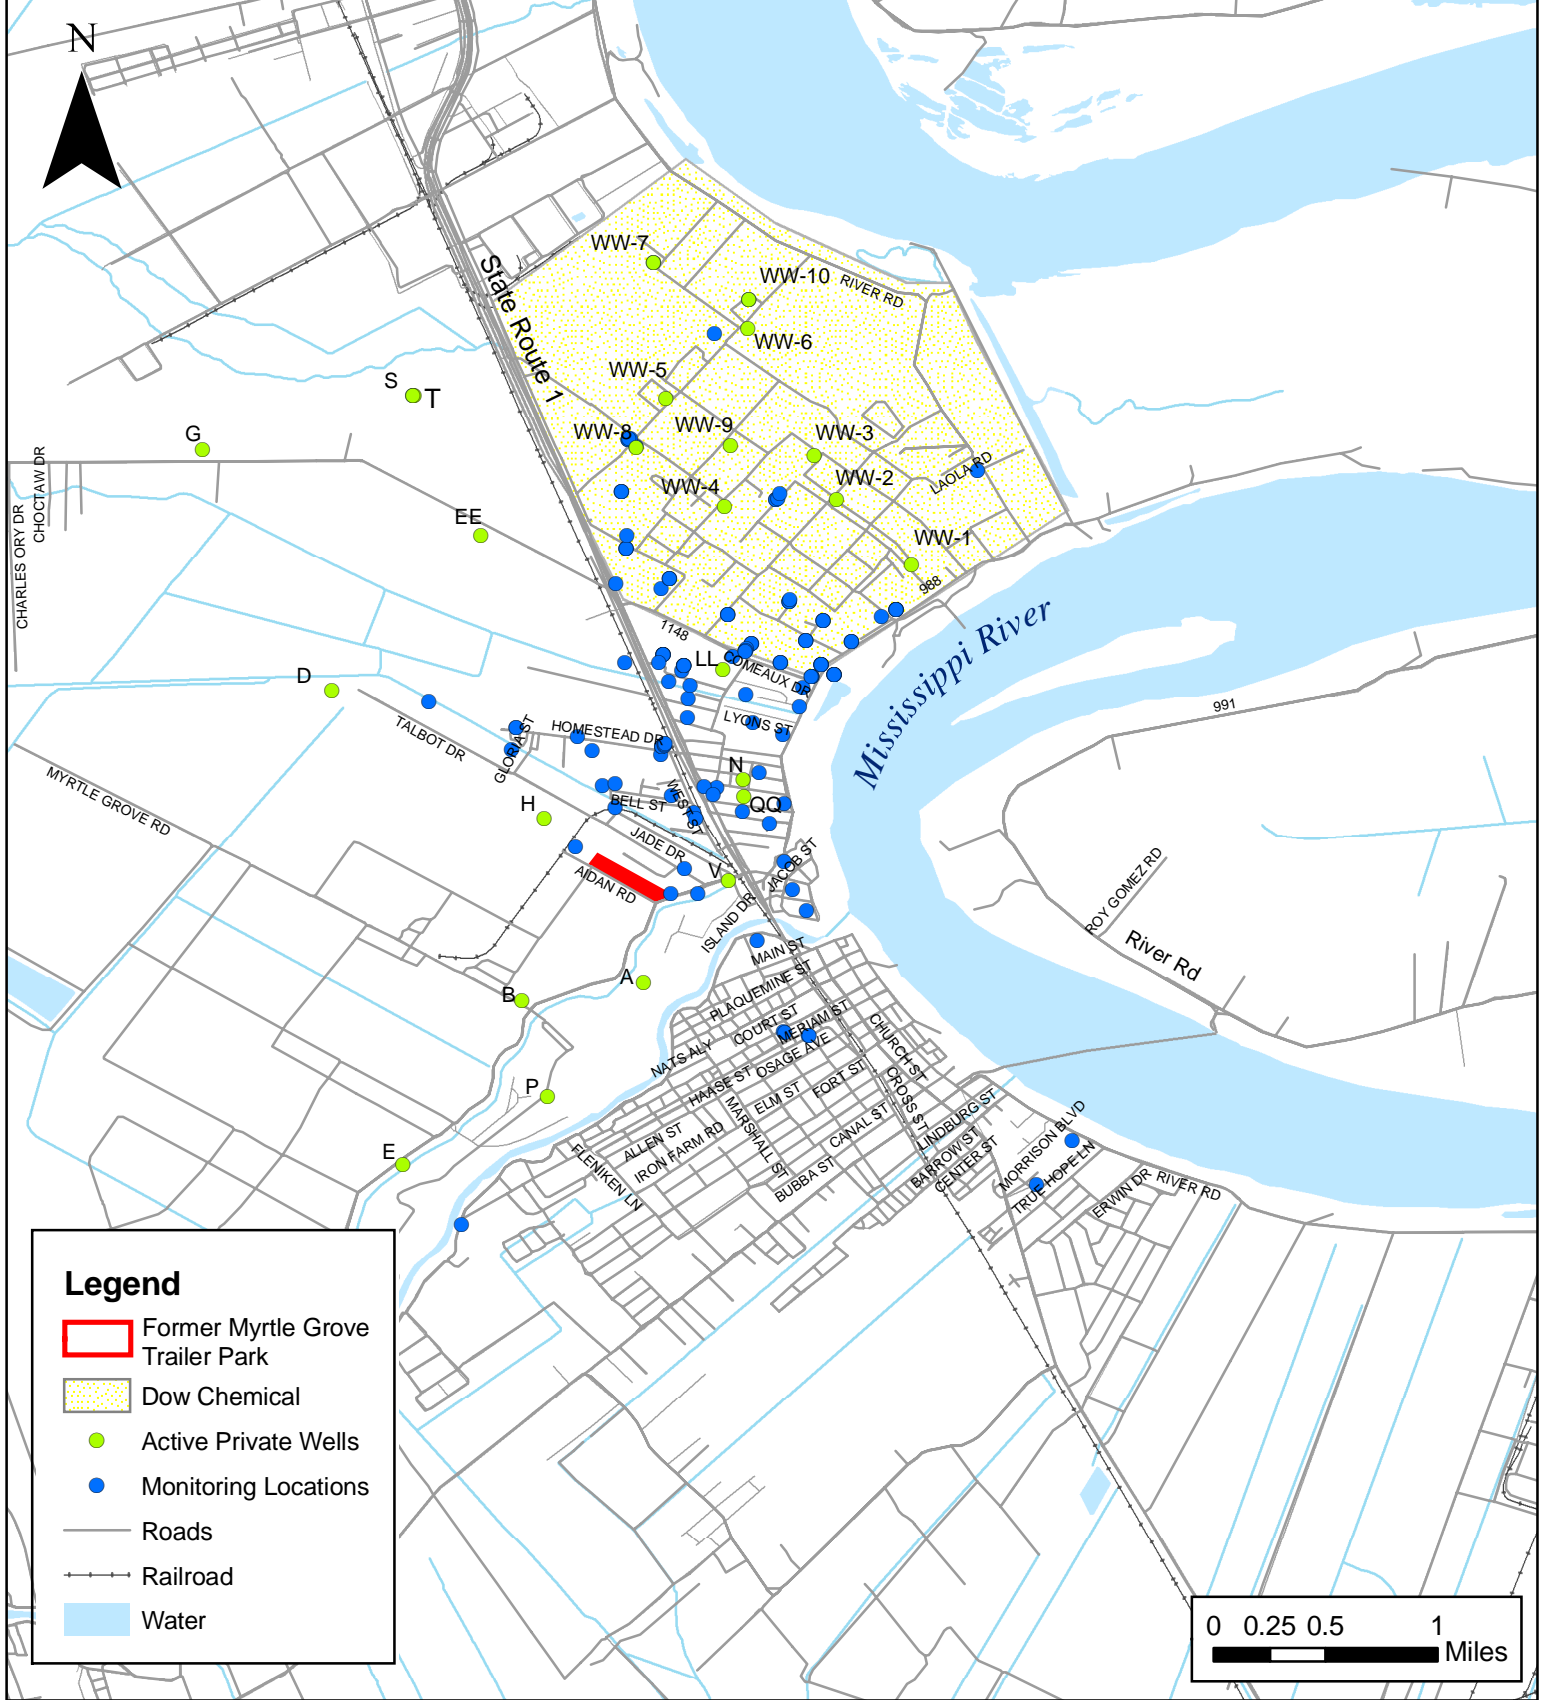 N
State Route 1
WW-7
WW-10
RIVER RD
WW-6
WW-5
S
T
WW-8
WW-9
WW-3
G
CHOCTAW DR
CHARLES ORY DR
LAOLA RD
WW-4
WW-2
EE
WW-1
988
1148
Mississippi River
LL
COMEAUX DR
D
991
TALBOT DR
GLORIA ST
HOMESTEAD DR
LYONS ST
MYRTLE GROVE RD
N
H
BELL ST
WEST ST
QQ
JADE DR
V
JACOB ST
AIDAN RD
ISLAND DR
ROY GOMEZ RD
River Rd
MAIN ST
A
B
PLAQUEMINE ST
COURT ST
MERIAM ST
CHURCH ST
NATS ALY
OSAGE AVE
HAASE ST
FORT ST
CROSS ST
P
ELM ST
MARSHALL ST
CANAL ST
LINDBURG ST
MORRISON BLVD
E
ALLEN ST
IRON FARM RD
FLENIKEN LN
BUBBA ST
BARROW ST
CENTER ST
TRUE HOPE LN
ERWIN DR
RIVER RD
Legend
Former Myrtle Grove
Trailer Park
Dow Chemical
Active Private Wells
Monitoring Locations
Roads
Railroad
Water
0 0.25 0.5 1
Miles